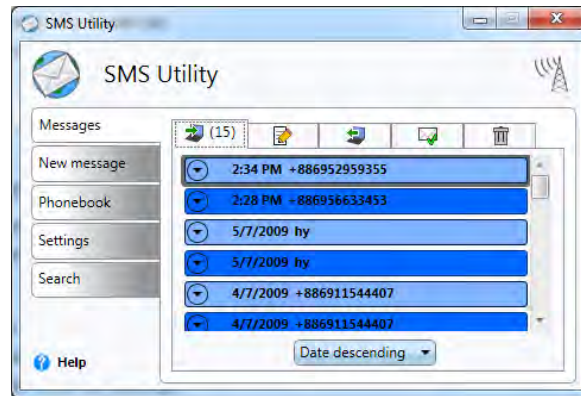 SMS Utility
SMS Utility
Messages
New message
Phonebook
Settings
Search
Help
(15)
2:34 PM +886952959355
2:28 PM +886956633453
5/7/2009 hy
5/7/2009 hy
4/7/2009 +886911544407
4/7/2009 +886911544407
Date descending